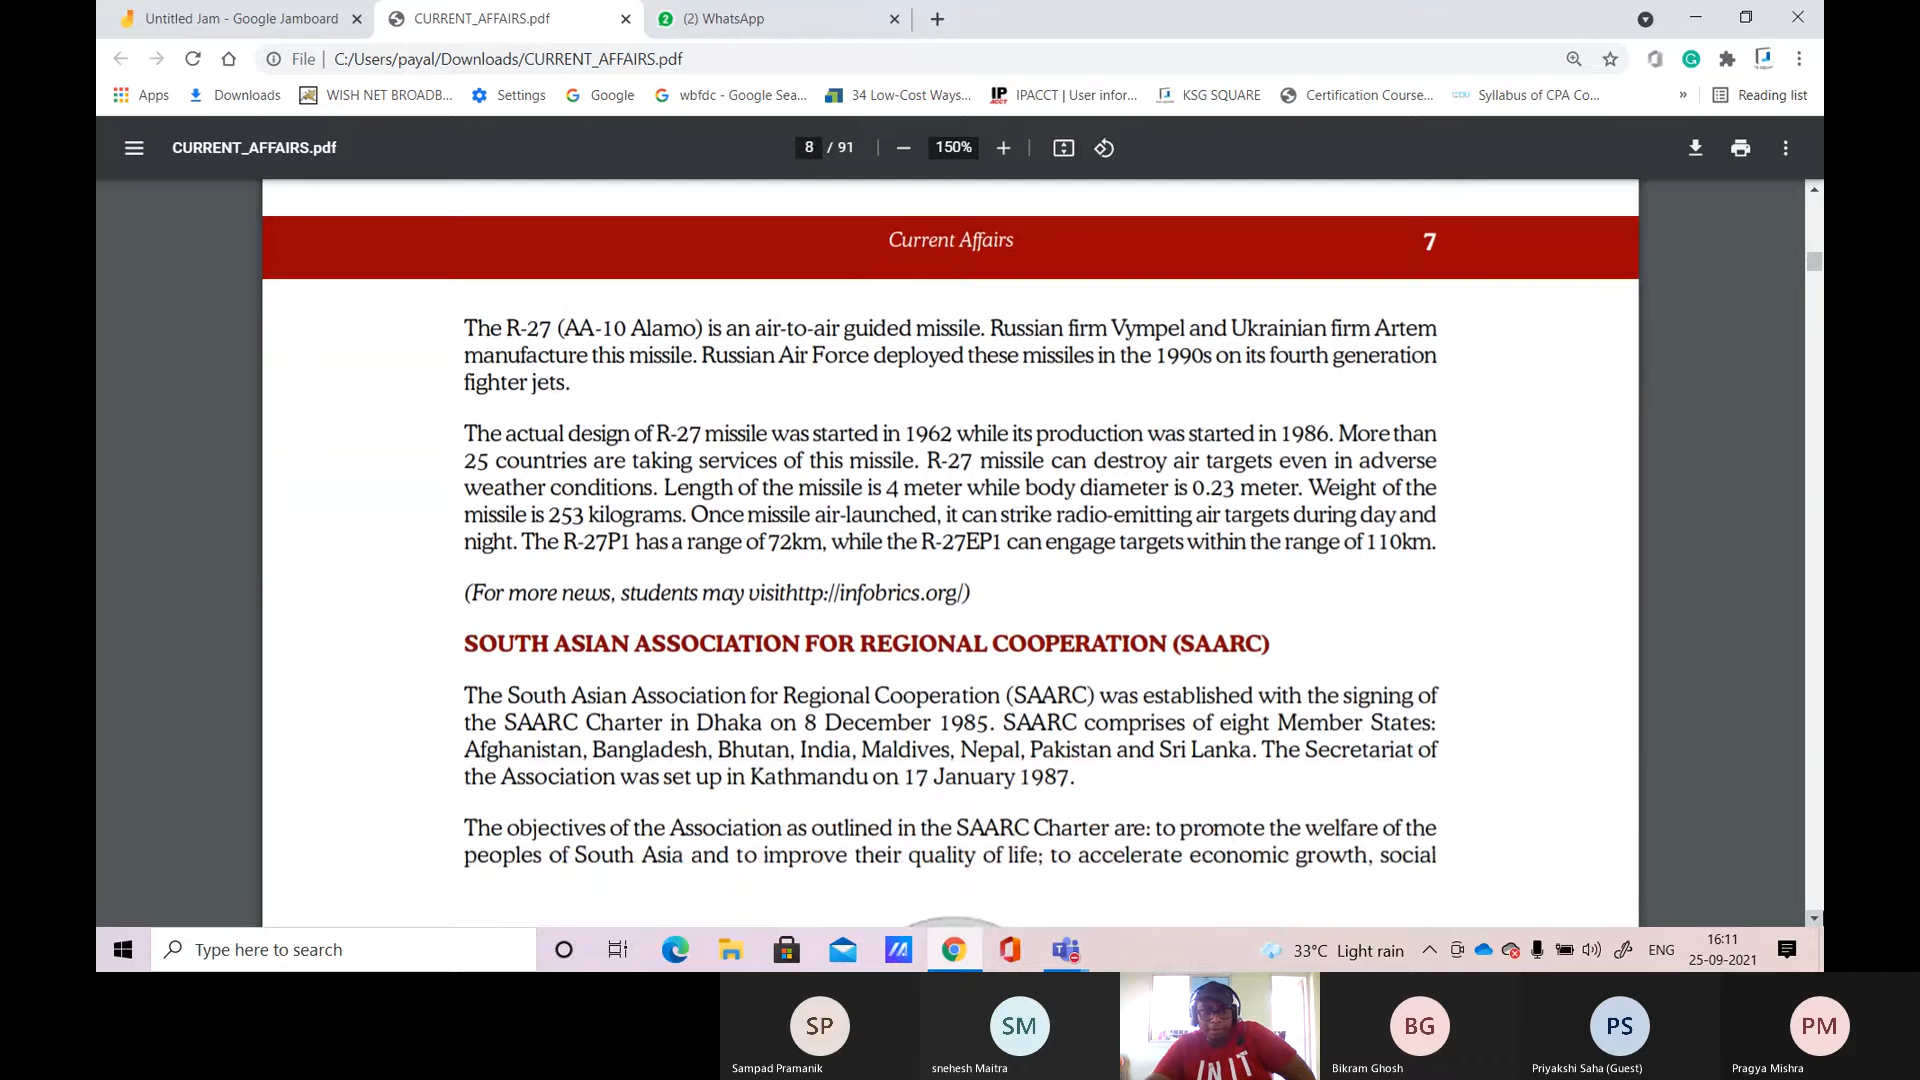 Untitled Jam - Google Jamboard
CURRENT_AFFAIRS.pdf
(2) WhatsApp
File
C:/Users/payal/Downloads/CURRENT_AFFAIRS.pdf
Apps
Downloads
WISH NET BROADB...
Settings
Google
wbfdc - Google Sea...
34 Low-Cost Ways...
IPACCT | User infor...
KSG SQUARE
Certification Course...
Syllabus of CPA Co...
»
Reading list
CURRENT_AFFAIRS.pdf
8 / 91
150%
Current Affairs
7
The R-27 (AA-10 Alamo) is an air-to-air guided missile. Russian firm Vympel and Ukrainian firm Artem
manufacture this missile. Russian Air Force deployed these missiles in the 1990s on its fourth generation
fighter jets.
The actual design of R-27 missile was started in 1962 while its production was started in 1986. More than
25 countries are taking services of this missile. R-27 missile can destroy air targets even in adverse
weather conditions. Length of the missile is 4 meter while body diameter is 0.23 meter. Weight of the
missile is 253 kilograms. Once missile air-launched, it can strike radio-emitting air targets during day and
night. The R-27P1 has a range of 72km, while the R-27EP1 can engage targets within the range of 110km.
(For more news, students may visithttp://infobrics.org/)
SOUTH ASIAN ASSOCIATION FOR REGIONAL COOPERATION (SAARC)
The South Asian Association for Regional Cooperation (SAARC) was established with the signing of
the SAARC Charter in Dhaka on 8 December 1985. SAARC comprises of eight Member States:
Afghanistan, Bangladesh, Bhutan, India, Maldives, Nepal, Pakistan and Sri Lanka. The Secretariat of
the Association was set up in Kathmandu on 17 January 1987.
The objectives of the Association as outlined in the SAARC Charter are: to promote the welfare of the
peoples of South Asia and to improve their quality of life; to accelerate economic growth, social
Type here to search
33°C Light rain
ENG
16:11
25-09-2021
SP
SM
BG
PS
PM
INIT
Sampad Pramanik
snehesh Maitra
Bikram Ghosh
Priyakshi Saha (Guest)
Pragya Mishra